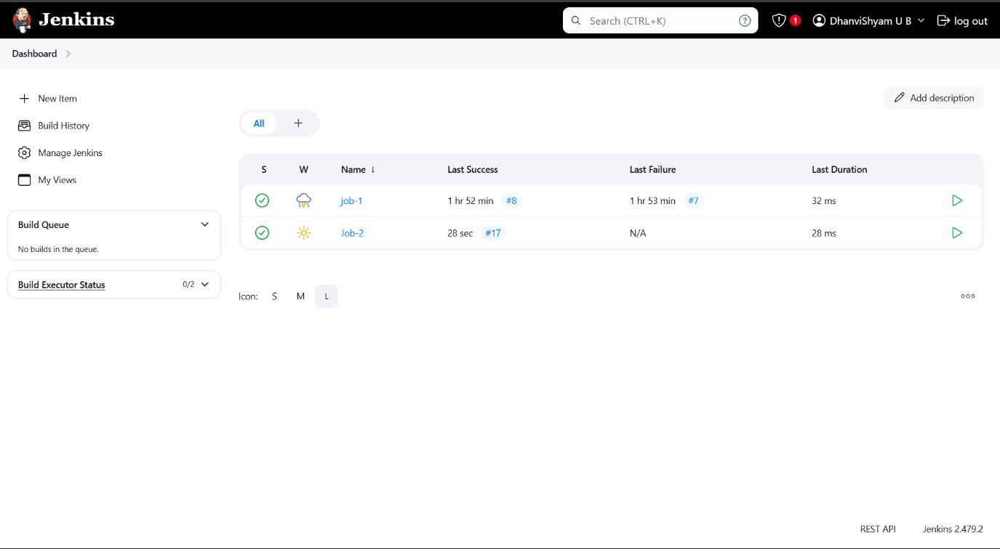 Jenkins
Search (CTRL+K)
?
1
DhanviShyam U B
log out
Dashboard
New Item
Build History
Manage Jenkins
My Views
Build Queue
No builds in the queue.
Build Executor Status 0/2
Add description
All +
S W Name ↓ Last Success Last Failure Last Duration
job-1 1 hr 52 min #8 1 hr 53 min #7 32 ms
Job-2 28 sec #17 N/A 28 ms
Icon: S M L
REST API Jenkins 2.479.2